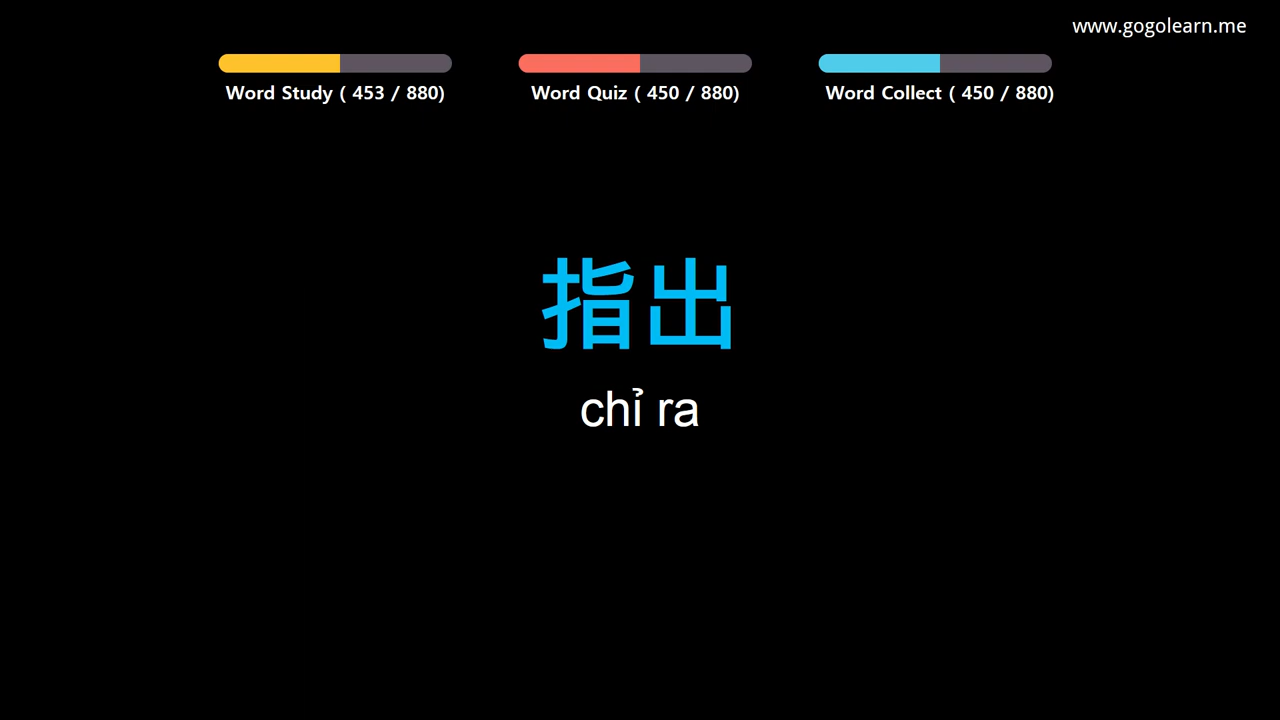 www.gogolearn.me
Word Study ( 453 / 880)
Word Quiz ( 450 / 880)
Word Collect ( 450 / 880)
指出
chỉ ra